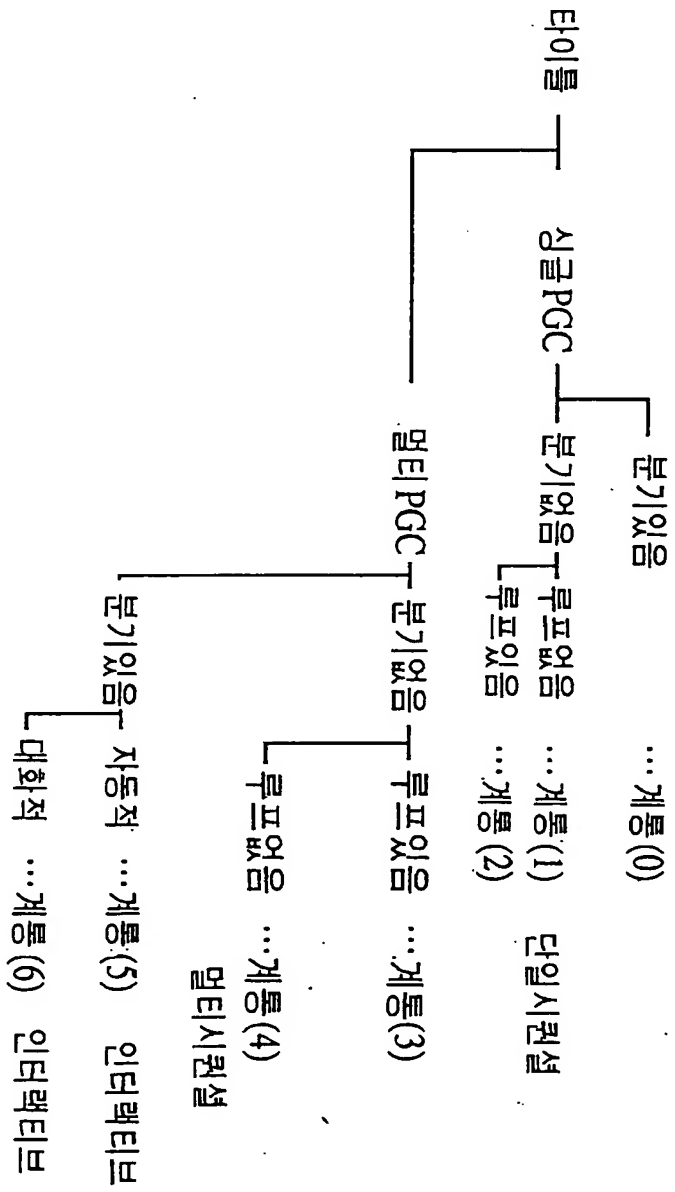 분기있음 …계통(0)
타이틀 싱글PGC 분기없음 루프없음 …계통(1) 단일시퀀셜
루프있음 …계통(2)
멀티PGC 분기없음 루프있음 …계통(3)
루프없음 …계통(4)
멀티시퀀셜
분기있음 자동적 …계통(5) 인터랙티브
대화적 …계통(6) 인터랙티브